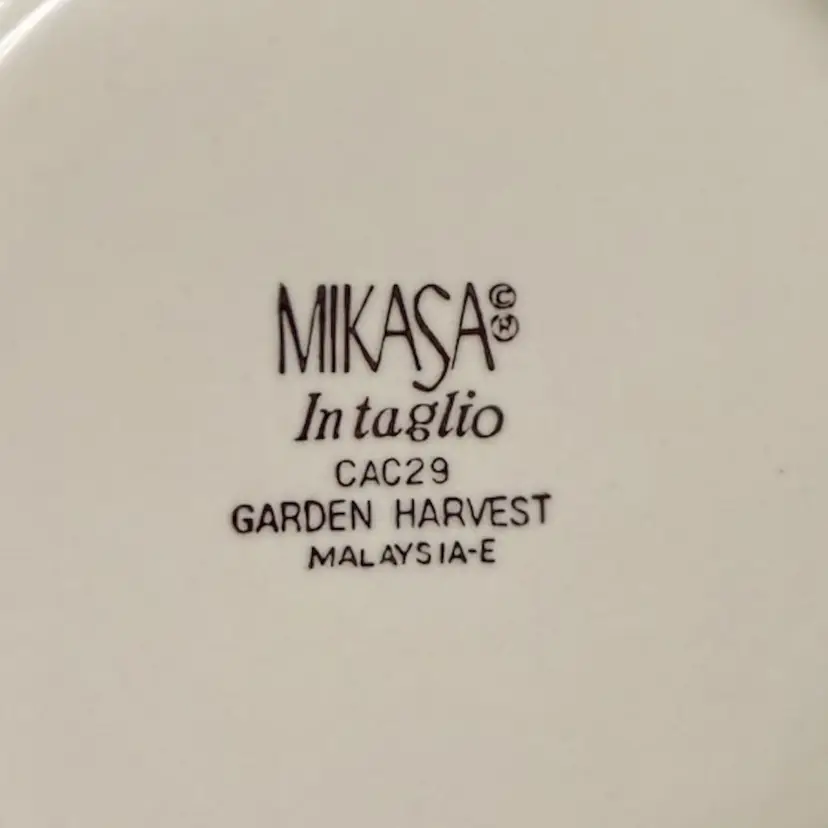 MIKASA©®
Intaglio
CAC29
GARDEN HARVEST
MALAYSIA-E